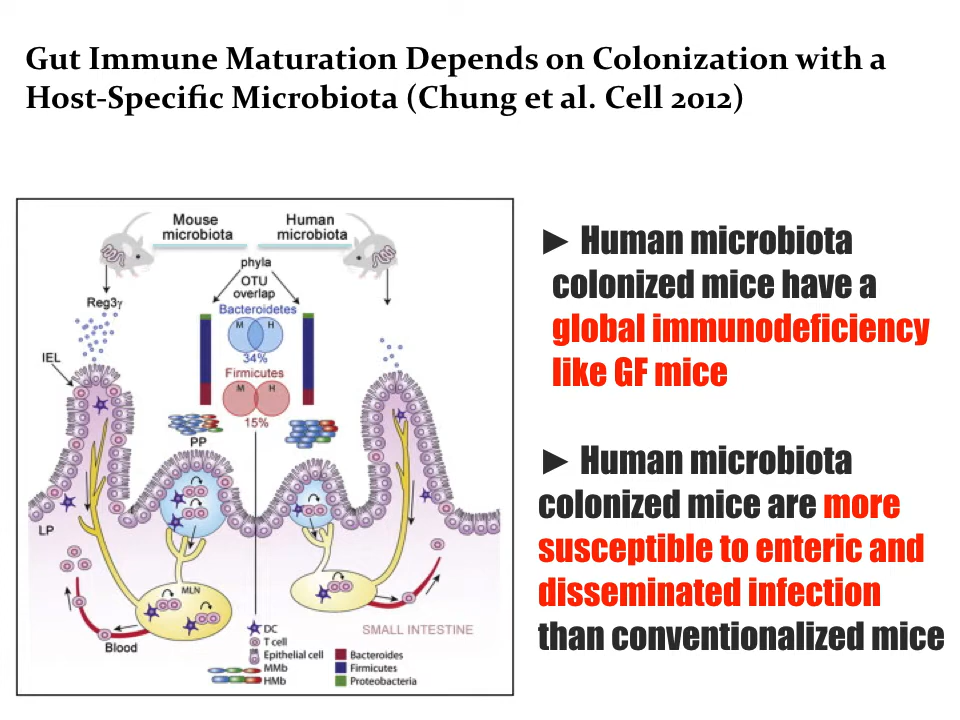 Gut Immune Maturation Depends on Colonization with a
Host-Specific Microbiota (Chung et al. Cell 2012)
Mouse
microbiota
Human
microbiota
phyla
OTU
overlap
Reg3γ
Bacteroidetes
M H
34%
Firmicutes
M H
15%
IEL
PP
LP
MLN
Blood
SMALL INTESTINE
DC
T cell
Epithelial cell
MMb
HMb
Bacteroides
Firmicutes
Proteobacteria
► Human microbiota
colonized mice have a
global immunodeficiency
like GF mice
► Human microbiota
colonized mice are more
susceptible to enteric and
disseminated infection
than conventionalized mice